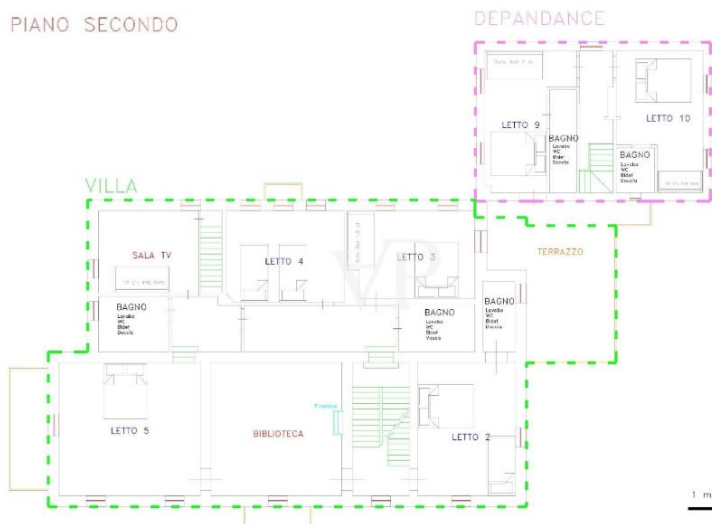 PIANO SECONDO
DEPANDANCE
LETTO 9
LETTO 10
BAGNO
Lavabo
WC
Bidet
Doccia
BAGNO
Lavabo
WC
Bidet
Doccia
VILLA
TERRAZZO
SALA TV
LETTO 4
LETTO 3
VP
BAGNO
Lavabo
WC
Bidet
Doccia
BAGNO
Lavabo
WC
Bidet
Vasca
BAGNO
Lavabo
WC
Bidet
Doccia
LETTO 5
BIBLIOTECA
LETTO 2
1 m